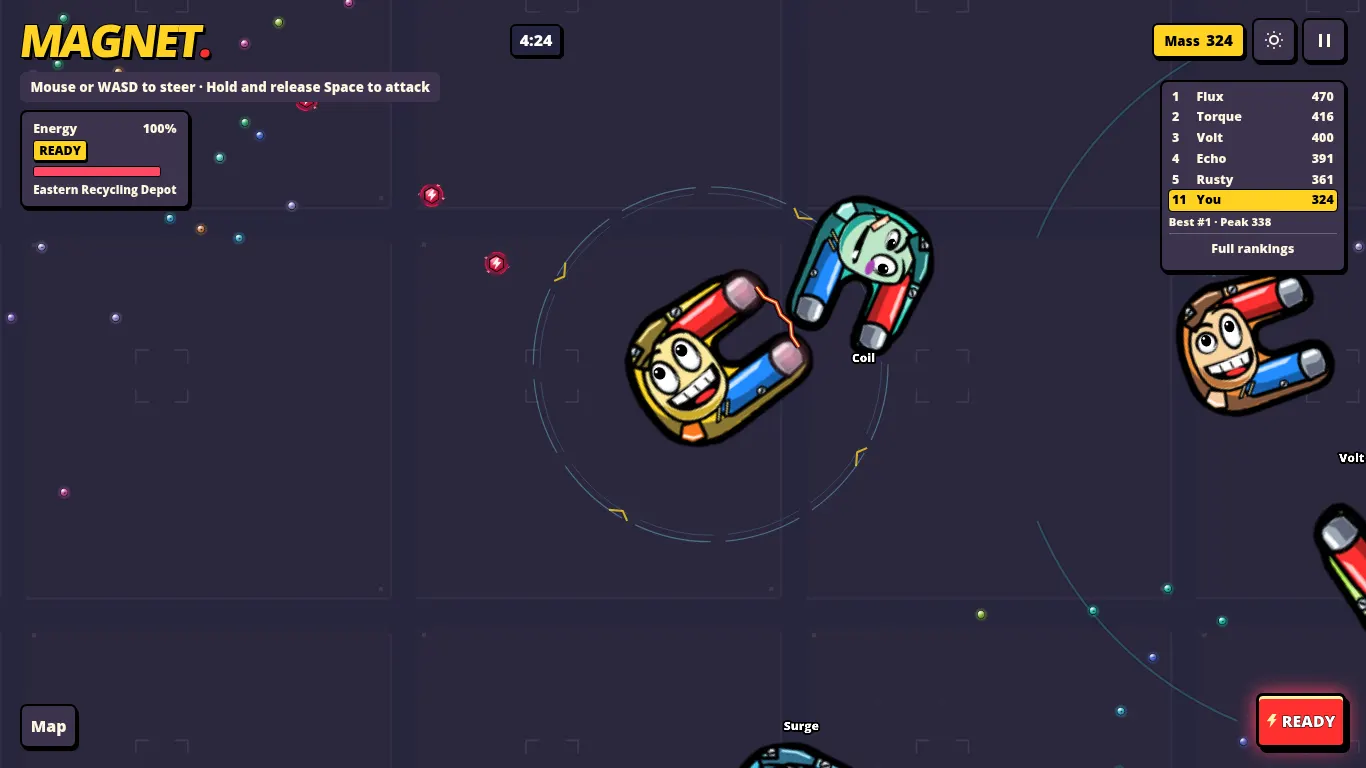 MAGNET.
4:24
Mass 324
Mouse or WASD to steer · Hold and release Space to attack
Energy 100%
READY
Eastern Recycling Depot
1 Flux 470
2 Torque 416
3 Volt 400
4 Echo 391
5 Rusty 361
11 You 324
Best #1 · Peak 338
Full rankings
Coil
Volt
Surge
Map
READY